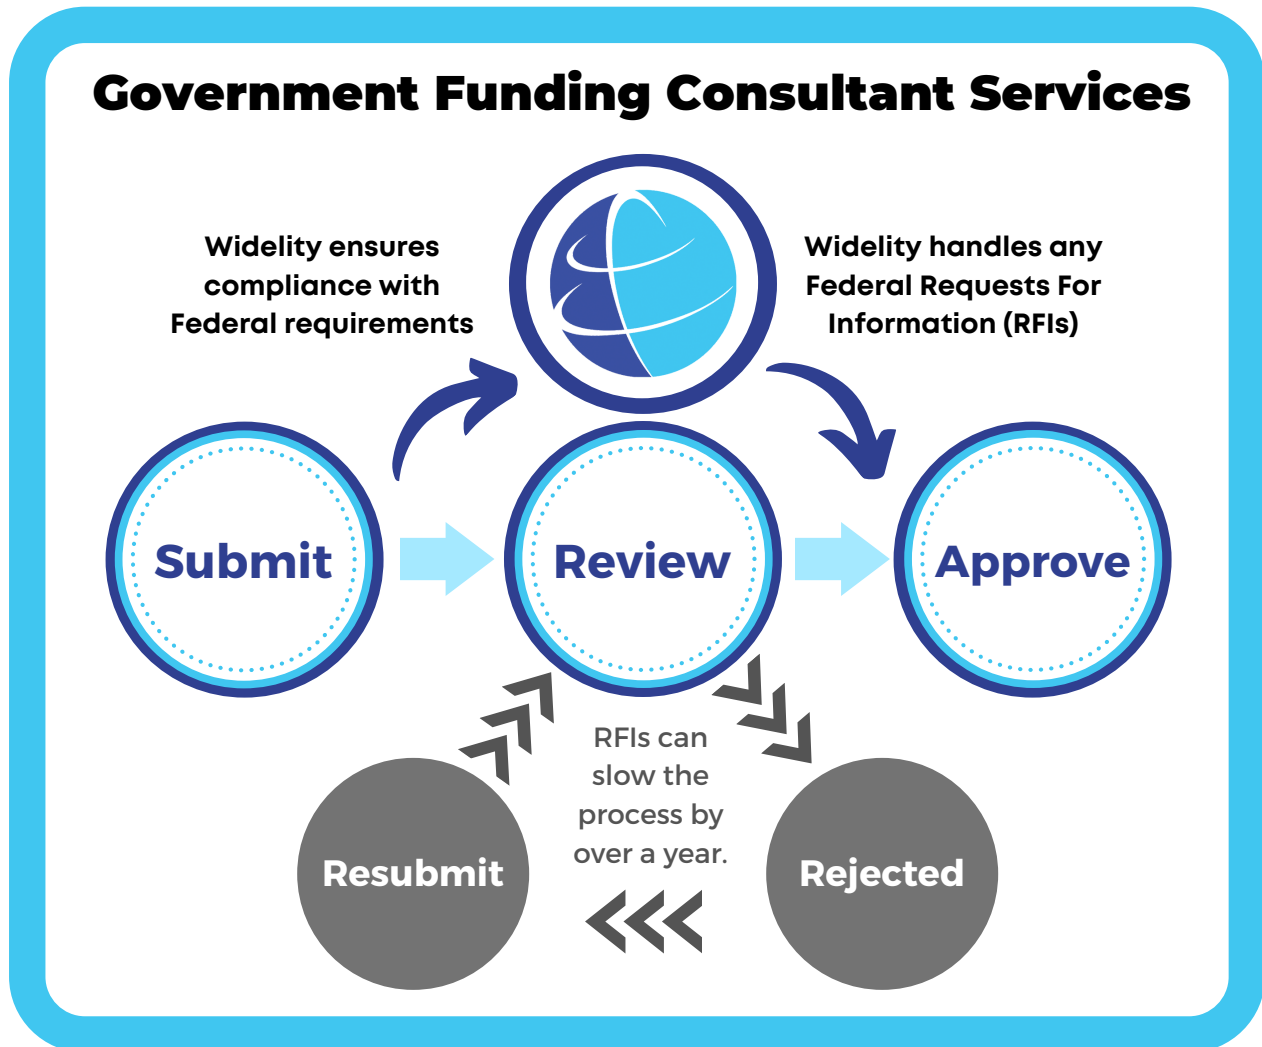 Government Funding Consultant Services
Widelity ensures
compliance with
Federal requirements
Widelity handles any
Federal Requests For
Information (RFIs)
Submit
Review
Approve
RFIs can
slow the
process by
over a year.
Resubmit
Rejected